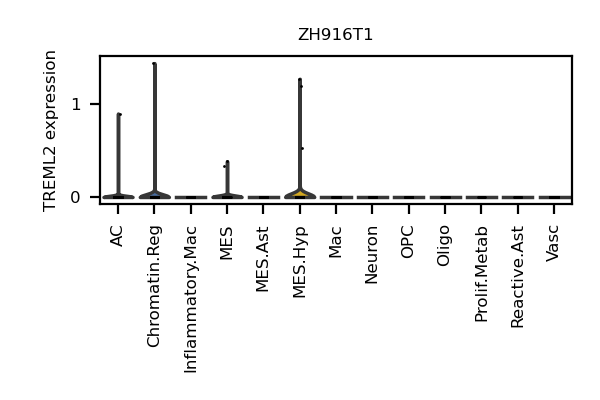 ZH916T1
TREML2 expression
1
0
AC
Chromatin.Reg
Inflammatory.Mac
MES
MES.Ast
MES.Hyp
Mac
Neuron
OPC
Oligo
Prolif.Metab
Reactive.Ast
Vasc